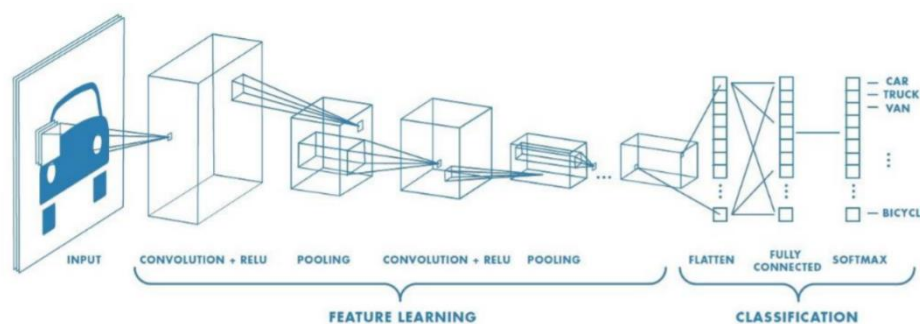 CAR
TRUCK
VAN
BICYCL
INPUT CONVOLUTION + RELU POOLING CONVOLUTION + RELU POOLING FLATTEN FULLY CONNECTED SOFTMAX
FEATURE LEARNING CLASSIFICATION